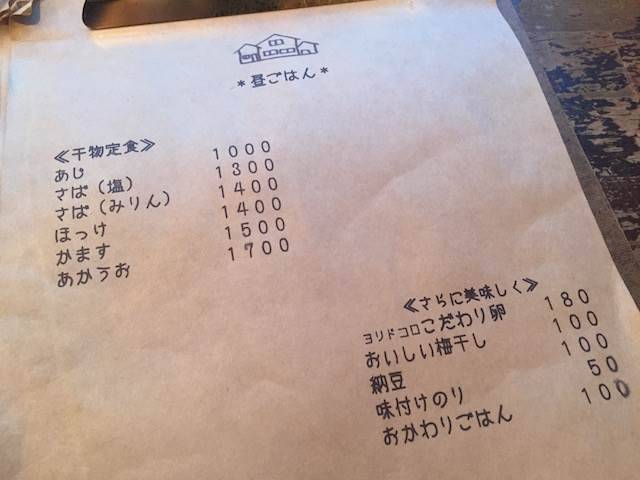 *昼ごはん*
≪干物定食≫
あじ 1000
さば(塩) 1300
さば(みりん) 1400
ほっけ 1400
かます 1500
あかうお 1700
≪さらに美味しく≫
ヨリドコロこだわり卵 180
おいしい梅干し 100
納豆 100
味付けのり 50
おかわりごはん 100